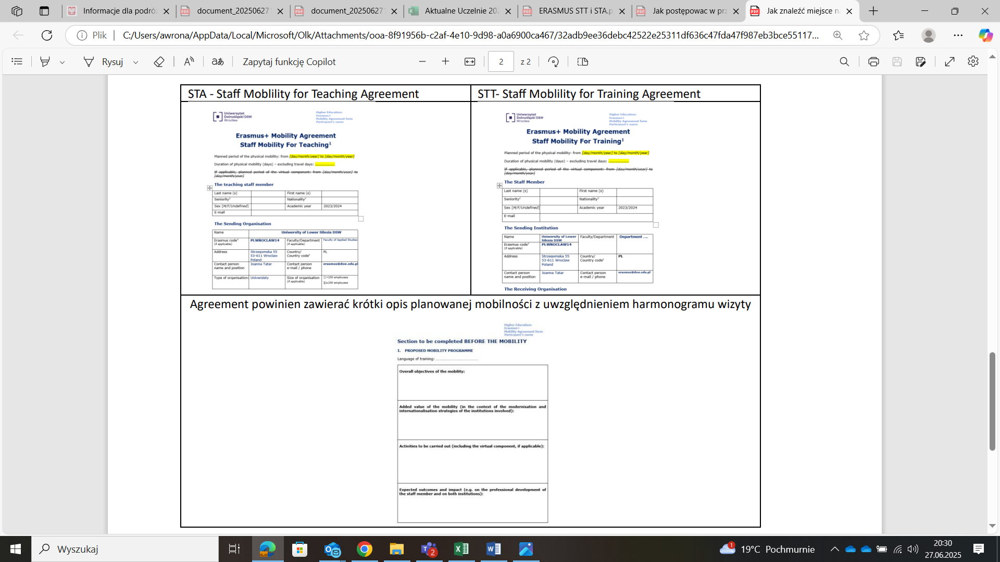 Informacje dla podróż
document_20250627
document_20250627
Aktualne Uczelnie 202
ERASMUS STT i STA.p
Jak postępowac w prz
Jak znaleźć miejsce na
Plik
C:/Users/awrona/AppData/Local/Microsoft/Olk/Attachments/ooa-8f91956b-c2af-4e10-9d98-a0a6900ca467/32adb9ee36debc42522e25311df636c47fda47f987eb3bce55117...
Rysuj
Zapytaj funkcję Copilot
2
z 2
STA - Staff Moblility for Teaching Agreement
STT- Staff Moblility for Training Agreement
Uniwersytet
Dolnośląski DSW
Wrocław
Higher Education:
Erasmus+
Mobility Agreement form
Participant's name
Erasmus+ Mobility Agreement
Staff Mobility For Teaching1
Planned period of the physical mobility: from [day/month/year] to [day/month/year]
Duration of physical mobility (days) – excluding travel days: ...................
If applicable, planned period of the virtual component: from [day/month/year] to
[day/month/year]
The teaching staff member
Last name (s) First name (s)
Seniority2 Nationality3
Sex [M/F/Undefined] Academic year 2023/2024
E-mail
The Sending Organisation
Name University of Lower Silesia DSW
Erasmus code4 (if applicable) PLWROCLAW14 Faculty/Department (if applicable) Faculty of Applied Studies
Address Strzegomska 55 53-611 Wroclaw Poland Country/ Country code5 PL
Contact person name and position Joanna Tatar Contact person e-mail / phone erasmus@dsw.edu.pl
Type of organisation: Universisty Size of organisation (if applicable) ☐<250 employees
☒≥250 employees
Uniwersytet
Dolnośląski DSW
Wrocław
Higher Education:
Erasmus+
Mobility Agreement form
Participant's name
Erasmus+ Mobility Agreement
Staff Mobility For Training1
Planned period of the physical mobility: from [day/month/year] to [day/month/year]
Duration of physical mobility (days) – excluding travel days: ...................
If applicable, planned period of the virtual component: from [day/month/year] to
[day/month/year]
The Staff Member
Last name (s) First name (s)
Seniority2 Nationality3
Sex [M/F/Undefined] Academic year 2023/2024
E-mail
The Sending Institution
Name University of Lower Silesia DSW Faculty/Department Department ....
Erasmus code4 (if applicable) PLWROCLAW14
Address Strzegomska 55 53-611 Wroclaw Poland Country/ Country code5 PL
Contact person name and position Joanna Tatar Contact person e-mail / phone erasmus@dsw.edu.pl
The Receiving Organisation
Agreement powinien zawierać krótki opis planowanej mobilności z uwzględnieniem harmonogramu wizyty
Higher Education:
Erasmus+
Mobility Agreement form
Participant's name
Section to be completed BEFORE THE MOBILITY
I. PROPOSED MOBILITY PROGRAMME
Language of training: ........................................
Overall objectives of the mobility:
Added value of the mobility (in the context of the modernisation and
internationalisation strategies of the institutions involved):
Activities to be carried out (including the virtual component, if applicable):
Expected outcomes and impact (e.g. on the professional development of
the staff member and on both institutions):
Wyszukaj
2
1
19°C Pochmurnie
20:30
27.06.2025